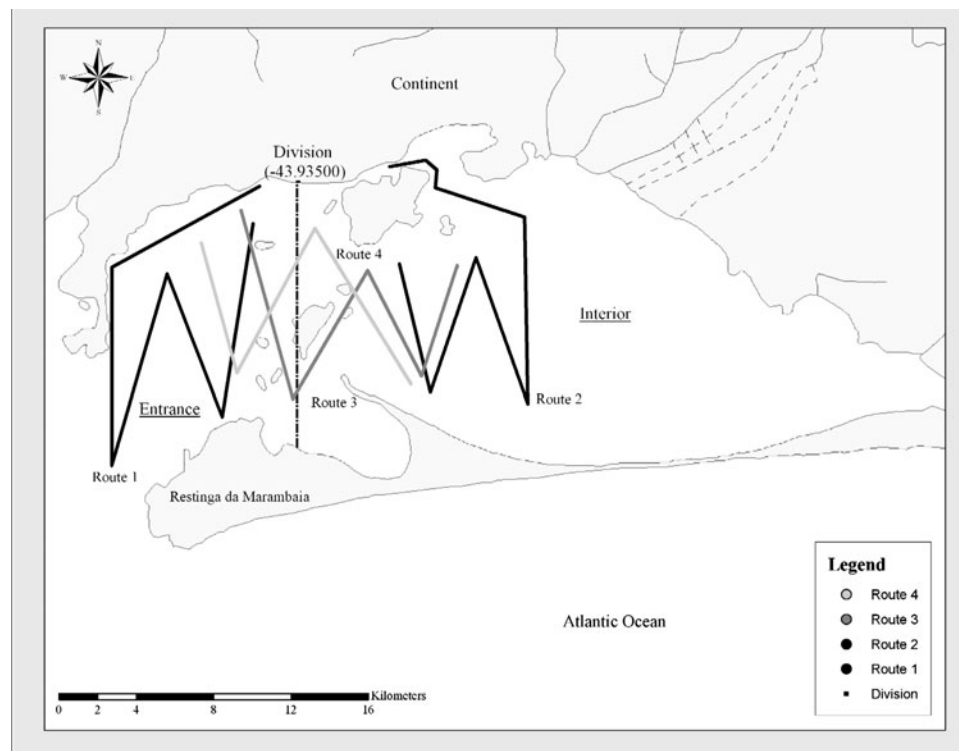 N
W E
S
Continent
Division
(-43.93500)
Route 4
Interior
Route 2
Route 3
Entrance
Route 1
Restinga da Marambaia
Atlantic Ocean
Legend
Route 4
Route 3
Route 2
Route 1
Division
Kilometers
0 2 4 8 12 16